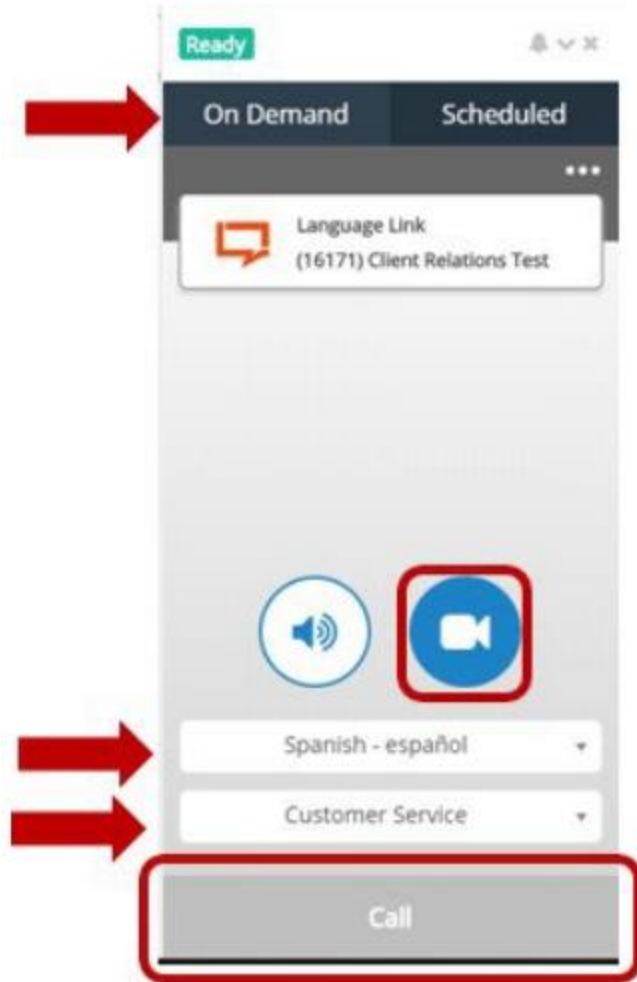 Ready
On Demand
Scheduled
Language Link
(16171) Client Relations Test
Spanish - español
Customer Service
Call